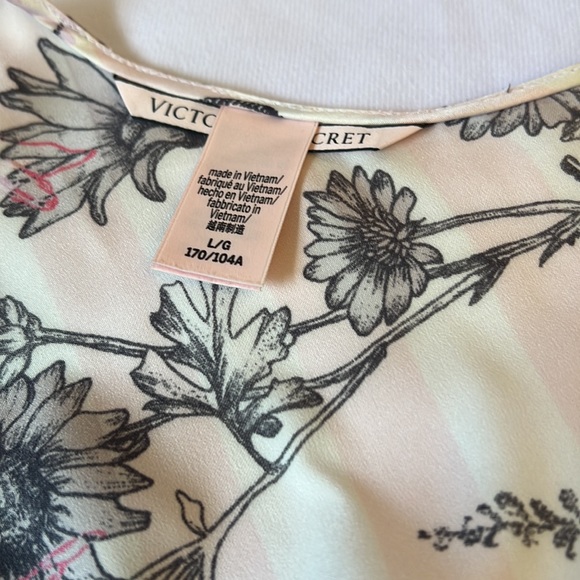 VICTO CRET
made in Vietnam/
fabriqué au Vietnam/
hecho en Vietnam/
fabbricato in
Vietnam/
越南制造
L/G
170/104A